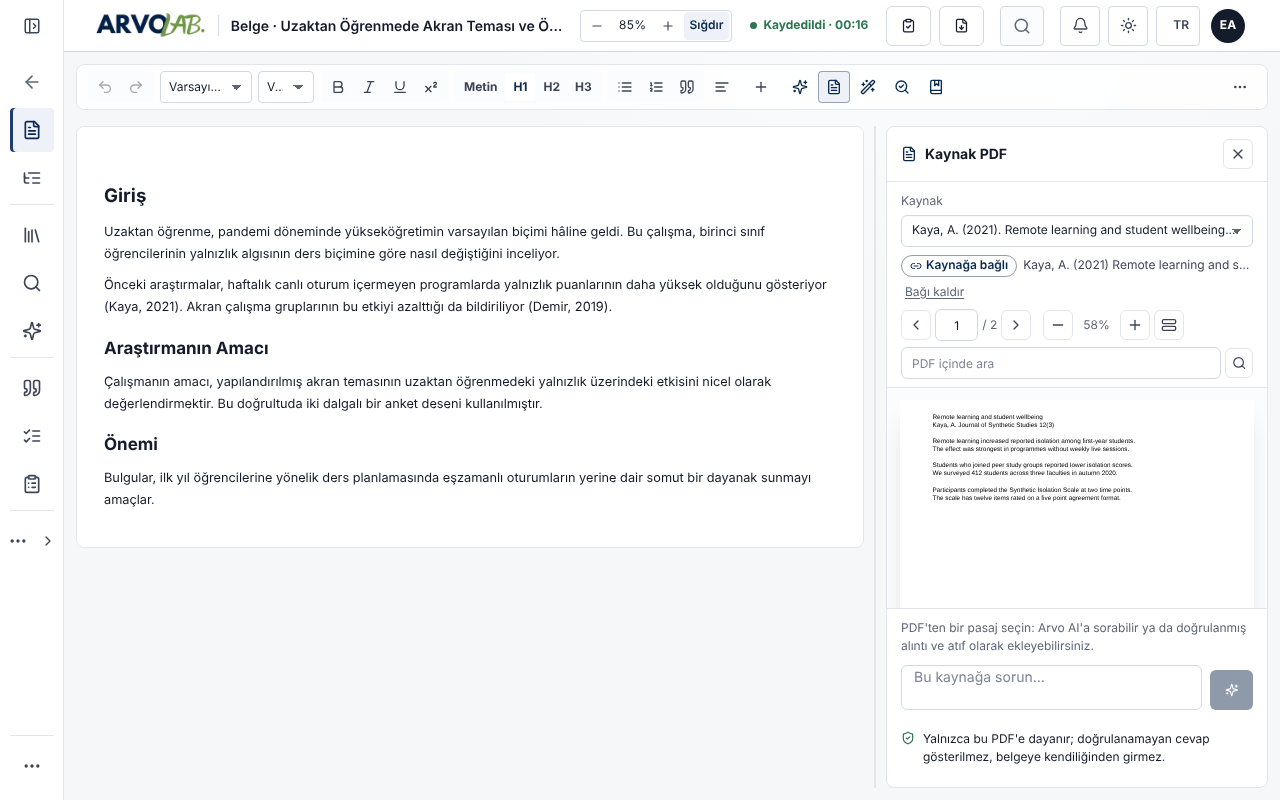 ARVOLAB.
Belge · Uzaktan Öğrenmede Akran Teması ve Ö...
85%
Sığdır
Kaydedildi · 00:16
TR
EA
Varsayı...
V...
B I U x²
Metin H1 H2 H3
Giriş
Uzaktan öğrenme, pandemi döneminde yükseköğretimin varsayılan biçimi hâline geldi. Bu çalışma, birinci sınıf
öğrencilerinin yalnızlık algısının ders biçimine göre nasıl değiştiğini inceliyor.
Önceki araştırmalar, haftalık canlı oturum içermeyen programlarda yalnızlık puanlarının daha yüksek olduğunu gösteriyor
(Kaya, 2021). Akran çalışma gruplarının bu etkiyi azalttığı da bildiriliyor (Demir, 2019).
Araştırmanın Amacı
Çalışmanın amacı, yapılandırılmış akran temasının uzaktan öğrenmedeki yalnızlık üzerindeki etkisini nicel olarak
değerlendirmektir. Bu doğrultuda iki dalgalı bir anket deseni kullanılmıştır.
Önemi
Bulgular, ilk yıl öğrencilerine yönelik ders planlamasında eşzamanlı oturumların yerine dair somut bir dayanak sunmayı
amaçlar.
Kaynak PDF
Kaynak
Kaya, A. (2021). Remote learning and student wellbeing...
Kaynağa bağlı
Kaya, A. (2021) Remote learning and s...
Bağı kaldır
1 / 2
58%
PDF içinde ara
Remote learning and student wellbeing
Kaya, A. Journal of Synthetic Studies 12(3)
Remote learning increased reported isolation among first-year students.
The effect was strongest in programmes without weekly live sessions.
Students who joined peer study groups reported lower isolation scores.
We surveyed 412 students across three faculties in autumn 2020.
Participants completed the Synthetic Isolation Scale at two time points.
The scale has twelve items rated on a five point agreement format.
PDF'ten bir pasaj seçin: Arvo AI'a sorabilir ya da doğrulanmış
alıntı ve atıf olarak ekleyebilirsiniz.
Bu kaynağa sorun...
Yalnızca bu PDF'e dayanır; doğrulanamayan cevap
gösterilmez, belgeye kendiliğinden girmez.